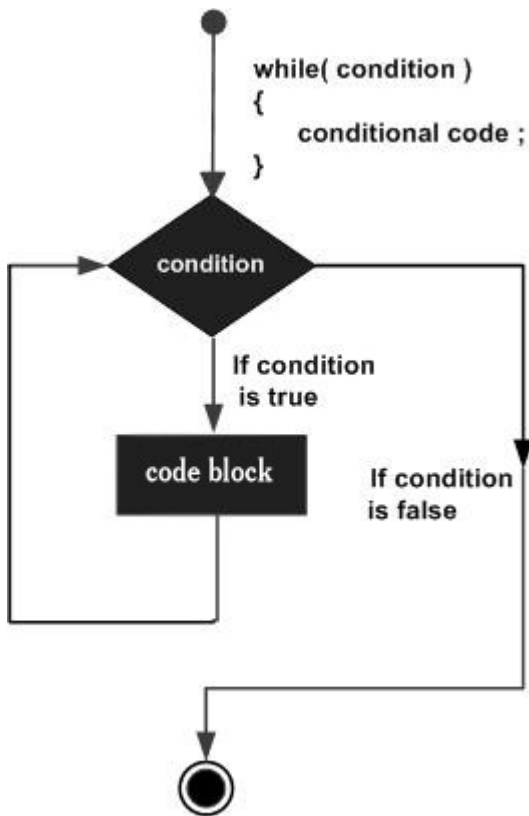 while( condition )
{
conditional code ;
}
condition
If condition
is true
code block
If condition
is false